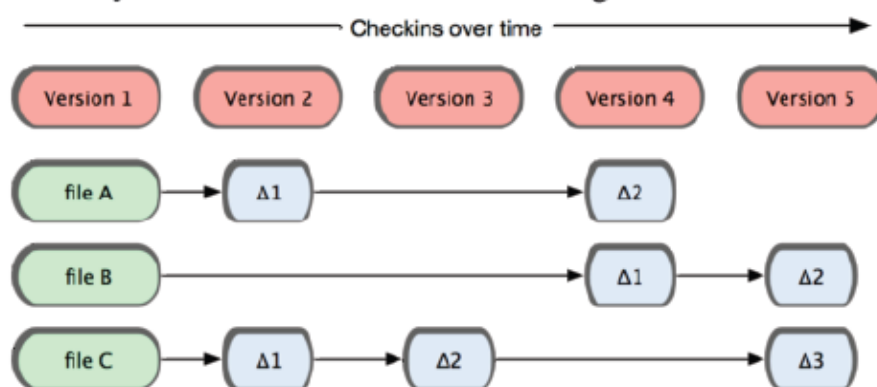 Checkins over time
Version 1 Version 2 Version 3 Version 4 Version 5
file A Δ1 Δ2
file B Δ1 Δ2
file C Δ1 Δ2 Δ3